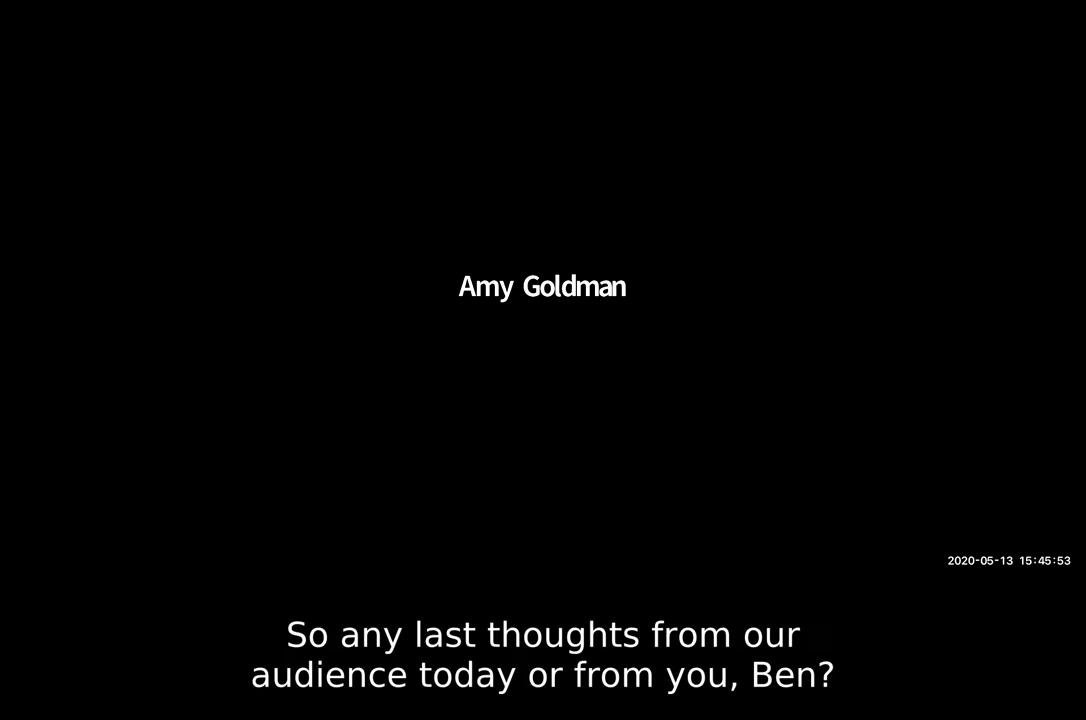 Amy Goldman
2020-05-13 15:45:53
So any last thoughts from our
audience today or from you, Ben?